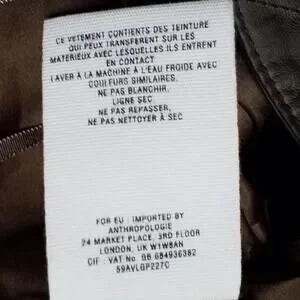 CE VETEMENT CONTIENTS DES TEINTURE
QUI PEUX TRANSFERENT SUR LES
MATERIEUX AVEC LESQUELLES ILS ENTRENT
EN CONTACT
LAVER A LA MACHINE À L'EAU FROIDE AVEC
COULEURS SIMILAIRES.
NE PAS BLANCHIR.
LIGNE SEC
NE PAS REPASSER.
NE PAS NETTOYER À SEC
FOR EU : IMPORTED BY
ANTHROPOLOGIE
24 MARKET PLACE, 3RD FLOOR
LONDON, UK W1W8AN
CIF : VAT No GB 684936382
59AVLGP227C